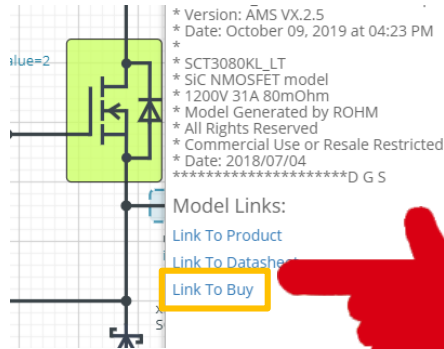 * Version: AMS VX.2.5
* Date: October 09, 2019 at 04:23 PM
*
* SCT3080KL_LT
* SiC NMOSFET model
* 1200V 31A 80mOhm
* Model Generated by ROHM
* All Rights Reserved
* Commercial Use or Resale Restricted
* Date: 2018/07/04
*********************D G S
Model Links:
Link To Product
Link To Datasheet
Link To Buy
alue=2
x
S